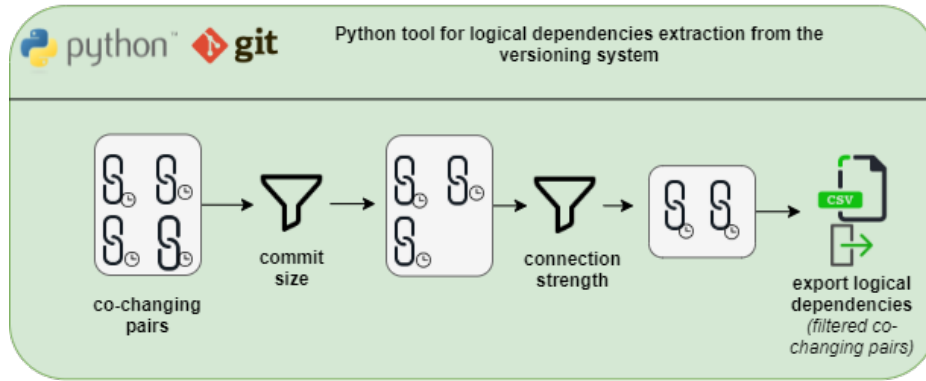 python™
git
Python tool for logical dependencies extraction from the
versioning system
co-changing
pairs
commit
size
connection
strength
CSV
export logical
dependencies
(filtered co-
changing pairs)